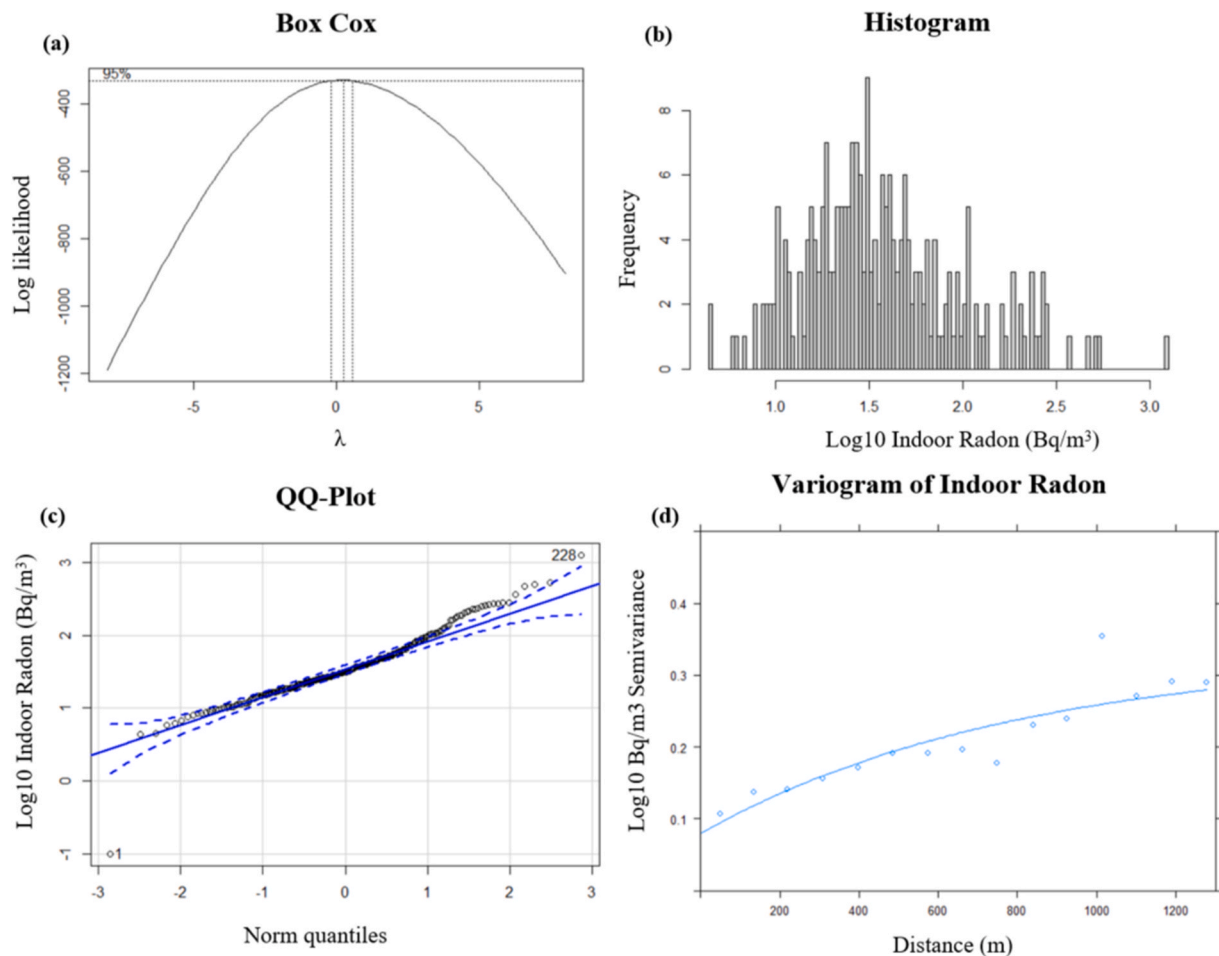 Box Cox
(a)
95%
-400
-600
-800
-1000
-1200
Log likelihood
-5 0 5
λ
Histogram
(b)
8
6
4
2
0
Frequency
1.0 1.5 2.0 2.5 3.0
Log10 Indoor Radon (Bq/m³)
QQ-Plot
(c)
228
1
3
2
1
0
-1
Log10 Indoor Radon (Bq/m³)
-3 -2 -1 0 1 2 3
Norm quantiles
Variogram of Indoor Radon
(d)
0.4
0.3
0.2
0.1
Log10 Bq/m3 Semivariance
200 400 600 800 1000 1200
Distance (m)